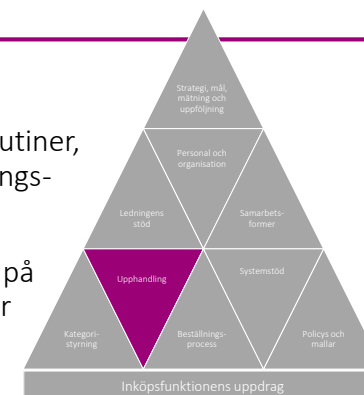 utiner,
ngs-
på
r
Strategi, mål,
mätning och
uppföljning
Personal och
organisation
Ledningens
stöd
Samarbets-
former
Upphandling
Systemstöd
Kategori-
styrning
Beställnings-
process
Policys och
mallar
Inköpsfunktionens uppdrag